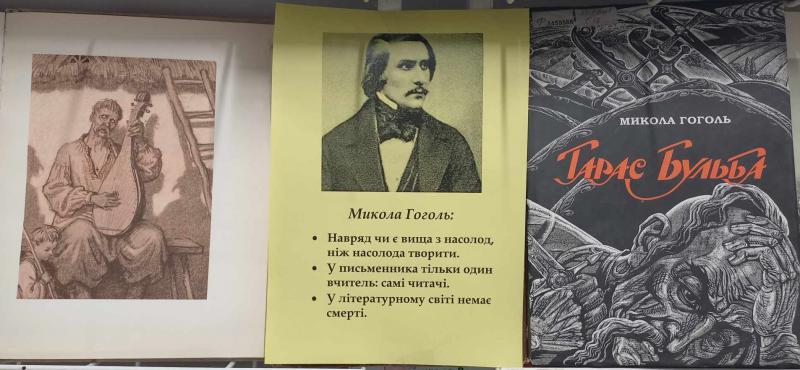 Микола Гоголь:
• Навряд чи є вища з насолод,
ніж насолода творити.
• У письменника тільки один
вчитель: самі читачі.
• У літературному світі немає
смерті.
МИКОЛА ГОГОЛЬ
ТАРАС БУЛЬБА